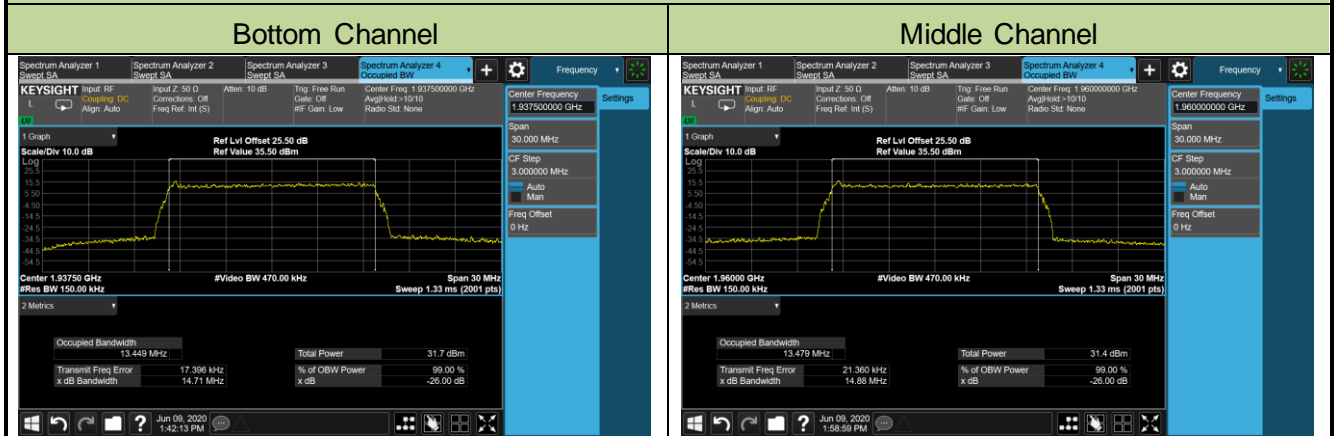 Bottom Channel
Middle Channel
Spectrum Analyzer 1
Swept SA
Spectrum Analyzer 2
Swept SA
Spectrum Analyzer 3
Swept SA
Spectrum Analyzer 4
Occupied BW
+
Frequency
KEYSIGHT
L
LXI
Input: RF
Coupling: DC
Align: Auto
Input Z: 50 Ω
Corrections: Off
Freq Ref: Int (S)
Atten: 10 dB
Trig: Free Run
Gate: Off
#IF Gain: Low
Center Freq: 1.937500000 GHz
Avg|Hold:>10/10
Radio Std: None
Center Frequency
1.937500000 GHz
Settings
Span
30.000 MHz
CF Step
3.000000 MHz
Auto
Man
Freq Offset
0 Hz
1 Graph
Scale/Div 10.0 dB
Ref Lvl Offset 25.50 dB
Ref Value 35.50 dBm
Log
25.5
15.5
5.50
-4.50
-14.5
-24.5
-34.5
-44.5
-54.5
Center 1.93750 GHz
#Res BW 150.00 kHz
#Video BW 470.00 kHz
Span 30 MHz
Sweep 1.33 ms (2001 pts)
2 Metrics
Occupied Bandwidth
13.449 MHz
Total Power 31.7 dBm
Transmit Freq Error 17.396 kHz
% of OBW Power 99.00 %
x dB Bandwidth 14.71 MHz
x dB -26.00 dB
?
Jun 09, 2020
1:42:13 PM
Spectrum Analyzer 1
Swept SA
Spectrum Analyzer 2
Swept SA
Spectrum Analyzer 3
Swept SA
Spectrum Analyzer 4
Occupied BW
+
Frequency
KEYSIGHT
L
LXI
Input: RF
Coupling: DC
Align: Auto
Input Z: 50 Ω
Corrections: Off
Freq Ref: Int (S)
Atten: 10 dB
Trig: Free Run
Gate: Off
#IF Gain: Low
Center Freq: 1.960000000 GHz
Avg|Hold:>10/10
Radio Std: None
Center Frequency
1.960000000 GHz
Settings
Span
30.000 MHz
CF Step
3.000000 MHz
Auto
Man
Freq Offset
0 Hz
1 Graph
Scale/Div 10.0 dB
Ref Lvl Offset 25.50 dB
Ref Value 35.50 dBm
Log
25.5
15.5
5.50
-4.50
-14.5
-24.5
-34.5
-44.5
-54.5
Center 1.96000 GHz
#Res BW 150.00 kHz
#Video BW 470.00 kHz
Span 30 MHz
Sweep 1.33 ms (2001 pts)
2 Metrics
Occupied Bandwidth
13.479 MHz
Total Power 31.4 dBm
Transmit Freq Error 21.360 kHz
% of OBW Power 99.00 %
x dB Bandwidth 14.88 MHz
x dB -26.00 dB
?
Jun 09, 2020
1:58:59 PM